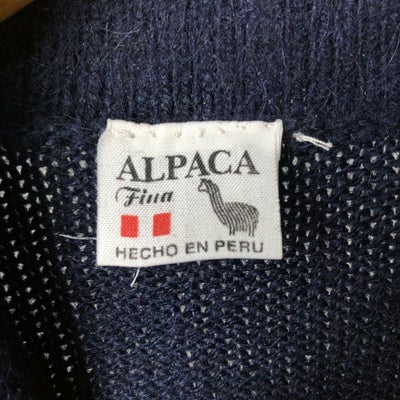 ALPACA
Fina
HECHO EN PERU